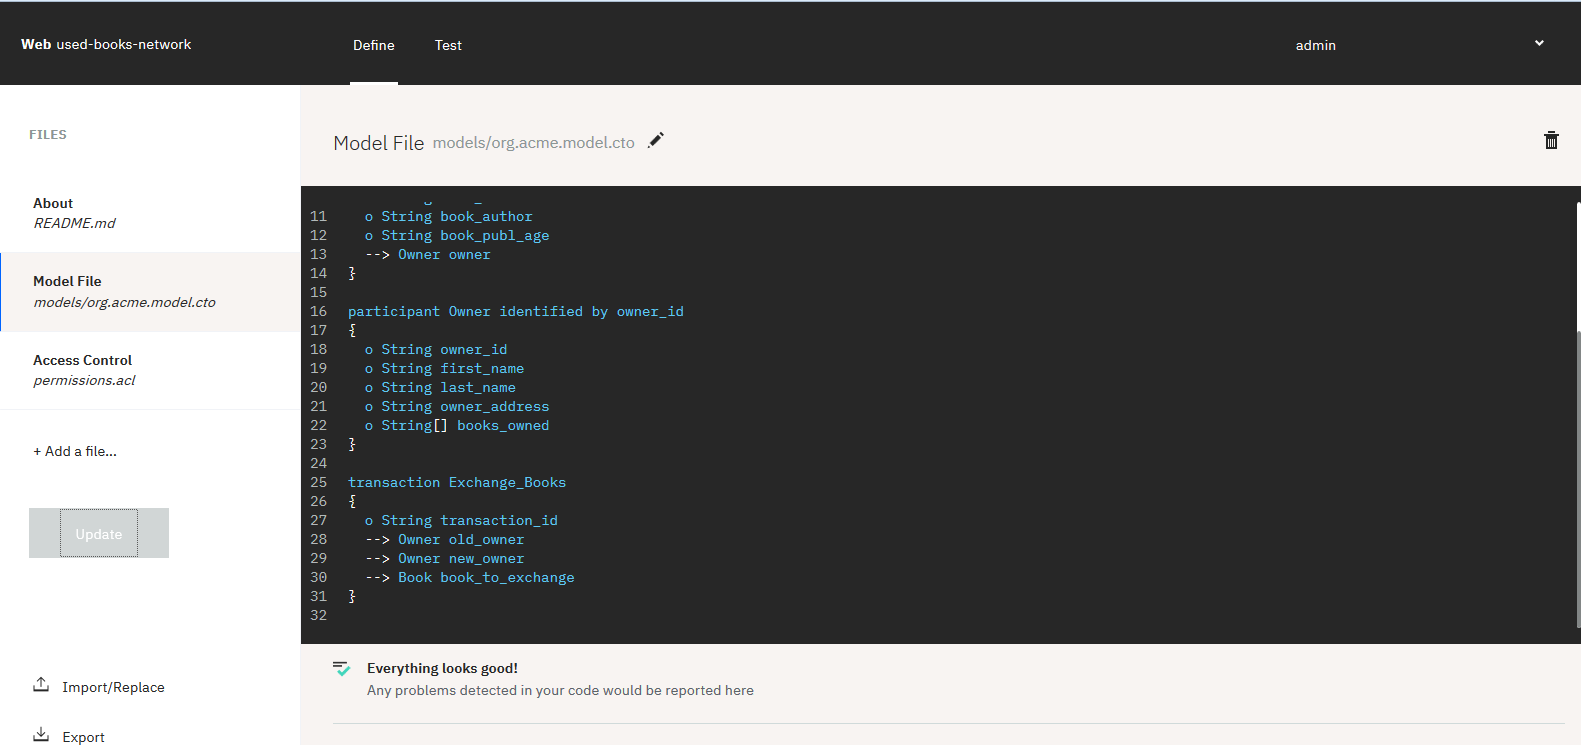 Web used-books-network
Define
Test
admin
FILES
About
README.md
Model File
models/org.acme.model.cto
Access Control
permissions.acl
+ Add a file...
Update
Import/Replace
Export
Model File models/org.acme.model.cto
11 o String book_author
12 o String book_publ_age
13 --> Owner owner
14 }
15
16 participant Owner identified by owner_id
17 {
18 o String owner_id
19 o String first_name
20 o String last_name
21 o String owner_address
22 o String[] books_owned
23 }
24
25 transaction Exchange_Books
26 {
27 o String transaction_id
28 --> Owner old_owner
29 --> Owner new_owner
30 --> Book book_to_exchange
31 }
32
Everything looks good!
Any problems detected in your code would be reported here